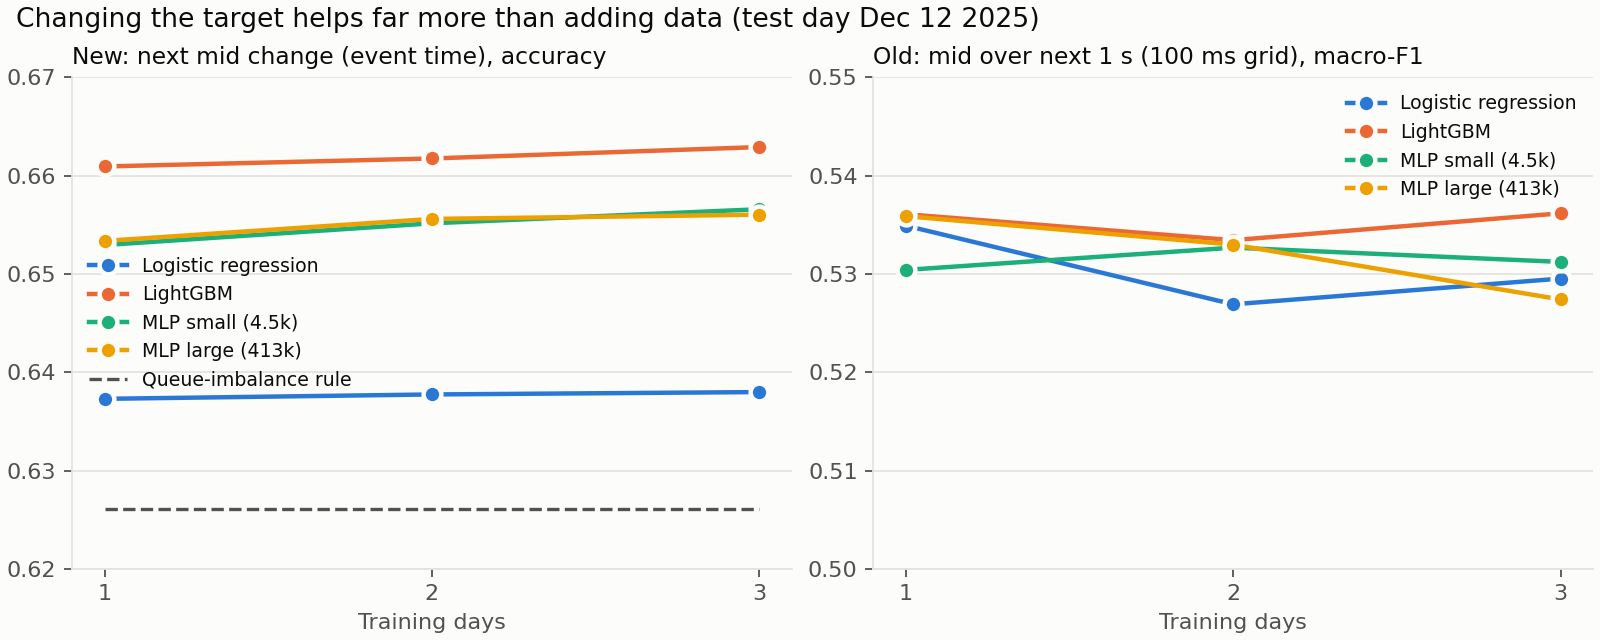 Changing the target helps far more than adding data (test day Dec 12 2025)
New: next mid change (event time), accuracy
0.67
0.66
0.65
0.64
0.63
0.62
Logistic regression
LightGBM
MLP small (4.5k)
MLP large (413k)
Queue-imbalance rule
1
2
3
Training days
Old: mid over next 1 s (100 ms grid), macro-F1
0.55
0.54
0.53
0.52
0.51
0.50
Logistic regression
LightGBM
MLP small (4.5k)
MLP large (413k)
1
2
3
Training days